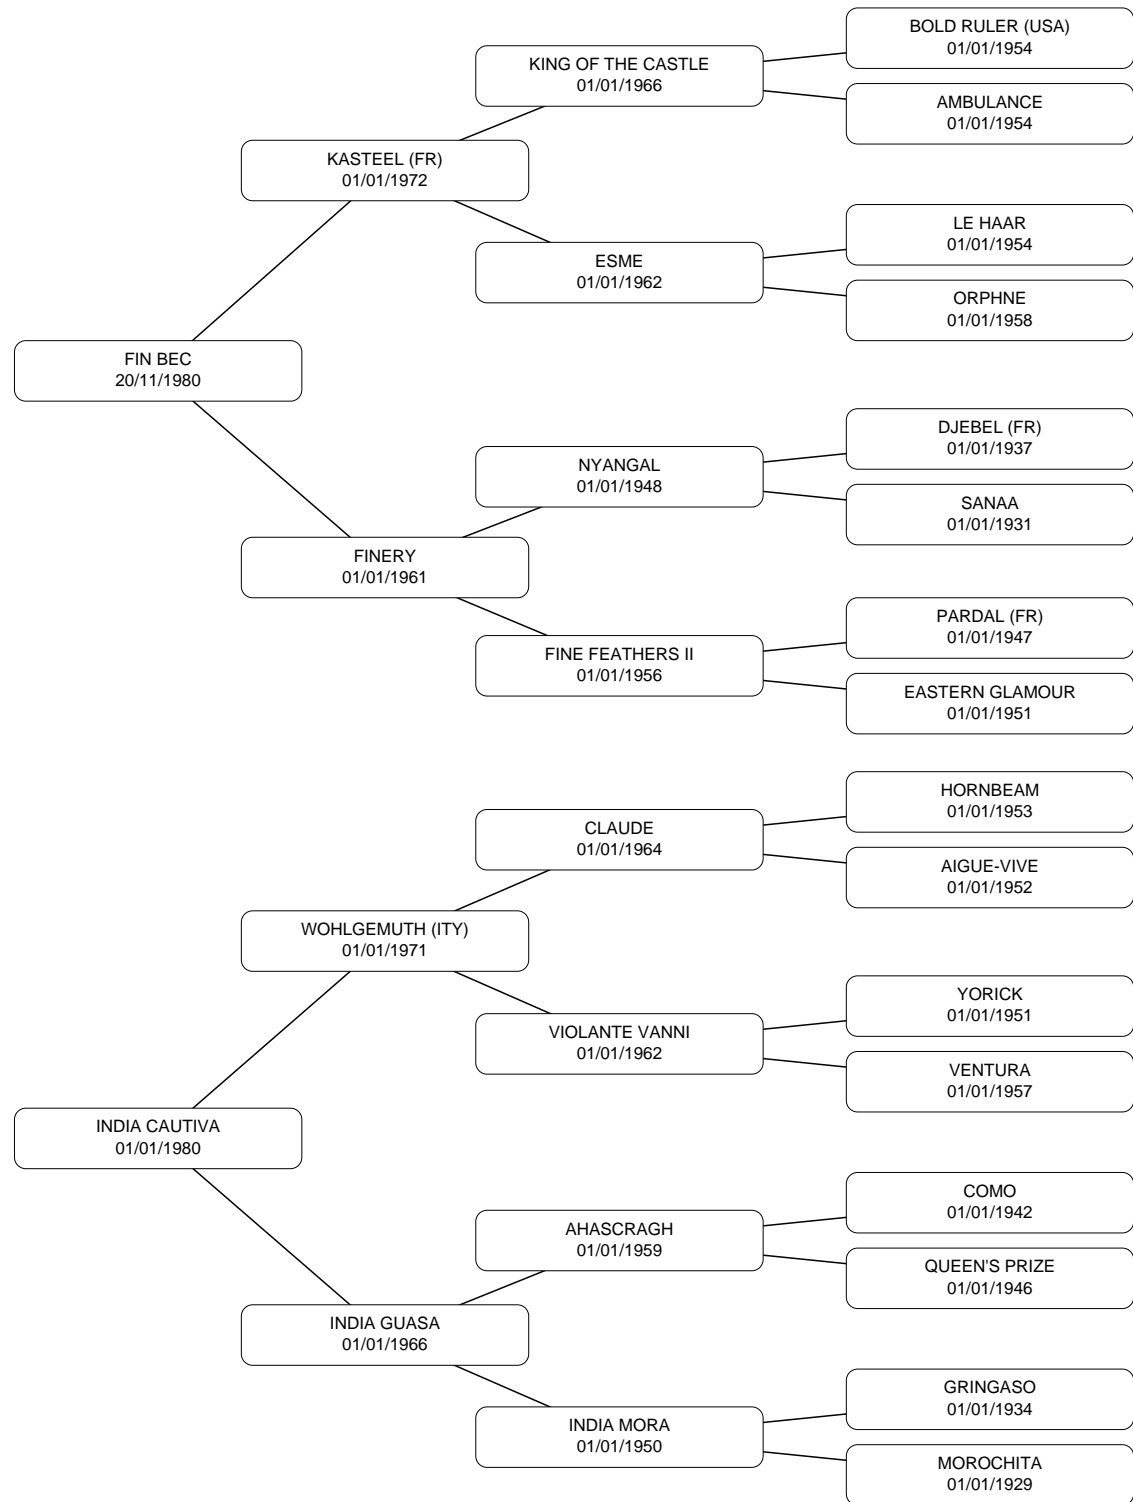 BOLD RULER (USA)
01/01/1954
KING OF THE CASTLE
01/01/1966
AMBULANCE
01/01/1954
KASTEEL (FR)
01/01/1972
LE HAAR
01/01/1954
ESME
01/01/1962
ORPHNE
01/01/1958
FIN BEC
20/11/1980
DJEBEL (FR)
01/01/1937
NYANGAL
01/01/1948
SANAA
01/01/1931
FINERY
01/01/1961
PARDAL (FR)
01/01/1947
FINE FEATHERS II
01/01/1956
EASTERN GLAMOUR
01/01/1951
HORNBEAM
01/01/1953
CLAUDE
01/01/1964
AIGUE-VIVE
01/01/1952
WOHLGEMUTH (ITY)
01/01/1971
YORICK
01/01/1951
VIOLANTE VANNI
01/01/1962
VENTURA
01/01/1957
INDIA CAUTIVA
01/01/1980
COMO
01/01/1942
AHASCRAGH
01/01/1959
QUEEN'S PRIZE
01/01/1946
INDIA GUASA
01/01/1966
GRINGASO
01/01/1934
INDIA MORA
01/01/1950
MOROCHITA
01/01/1929